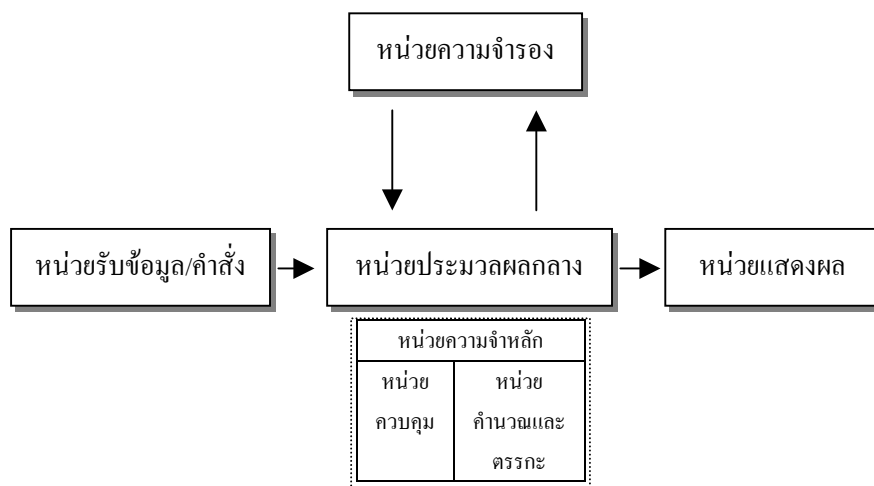 หน่วยความจำรอง
หน่วยรับข้อมูล/คำสั่ง
หน่วยประมวลผลกลาง
หน่วยแสดงผล
หน่วยความจำหลัก
หน่วย
ควบคุม
หน่วย
คำนวณและ
ตรรกะ